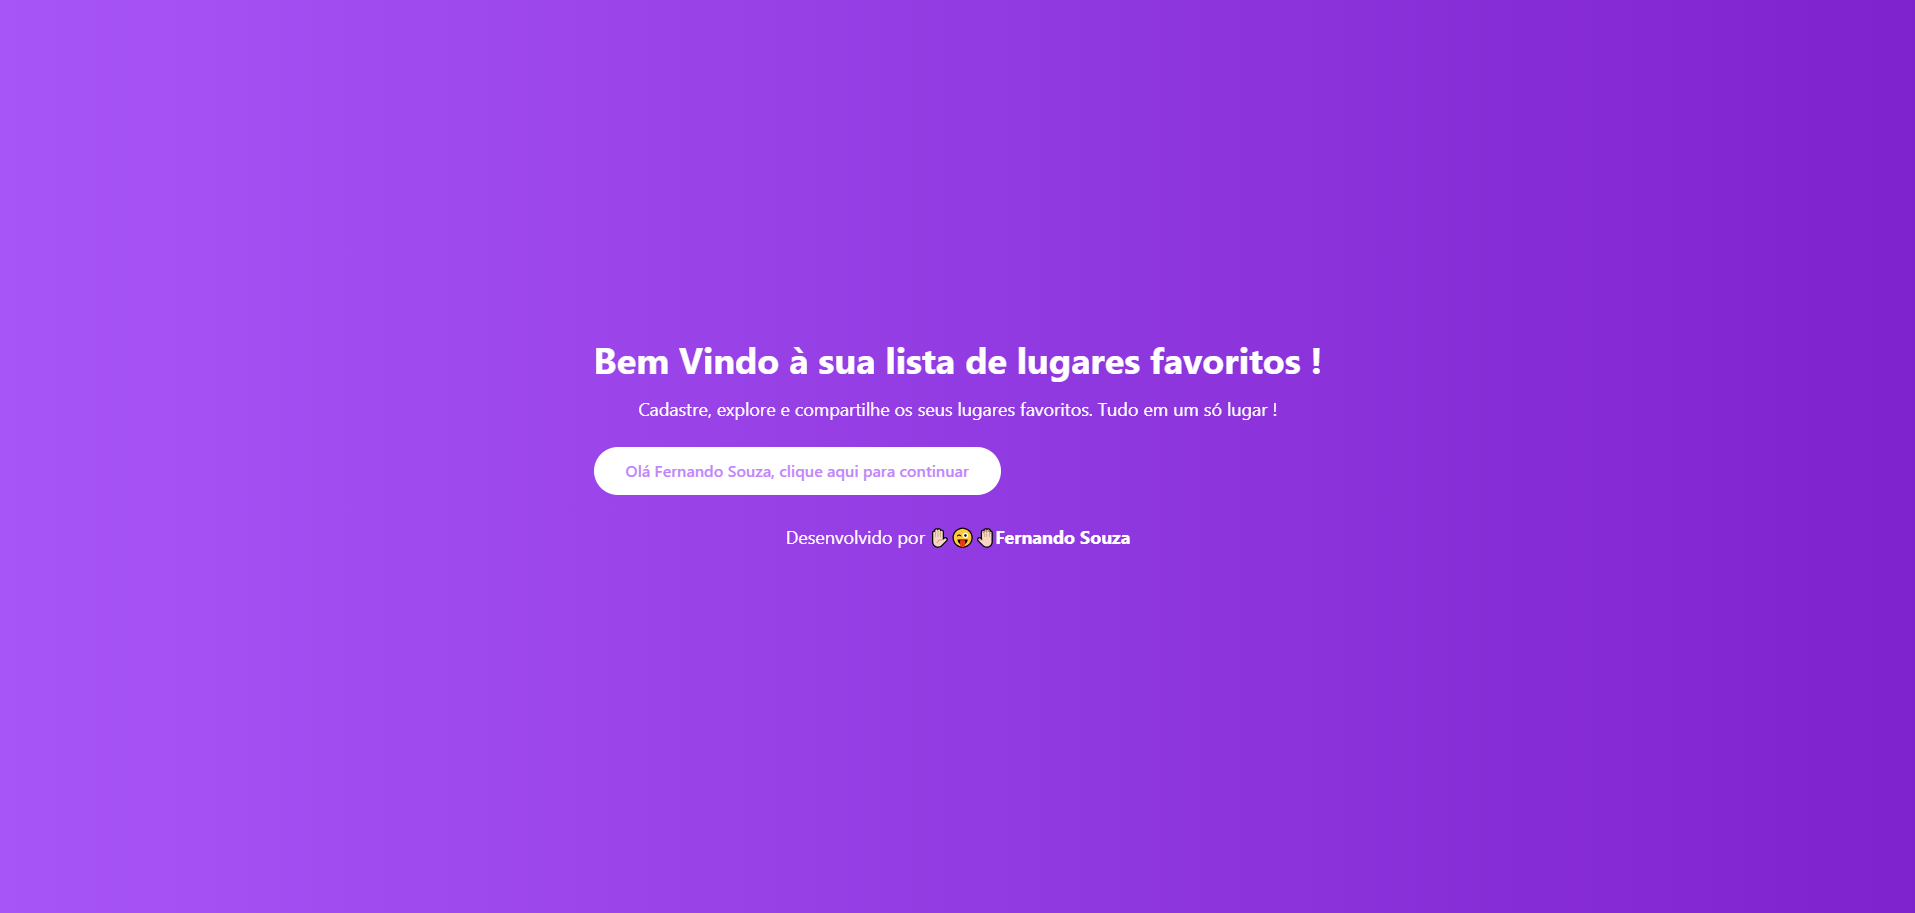 Bem Vindo à sua lista de lugares favoritos !
Cadastre, explore e compartilhe os seus lugares favoritos. Tudo em um só lugar !
Olá Fernando Souza, clique aqui para continuar
Desenvolvido por ✋🏻😜🤚🏻Fernando Souza